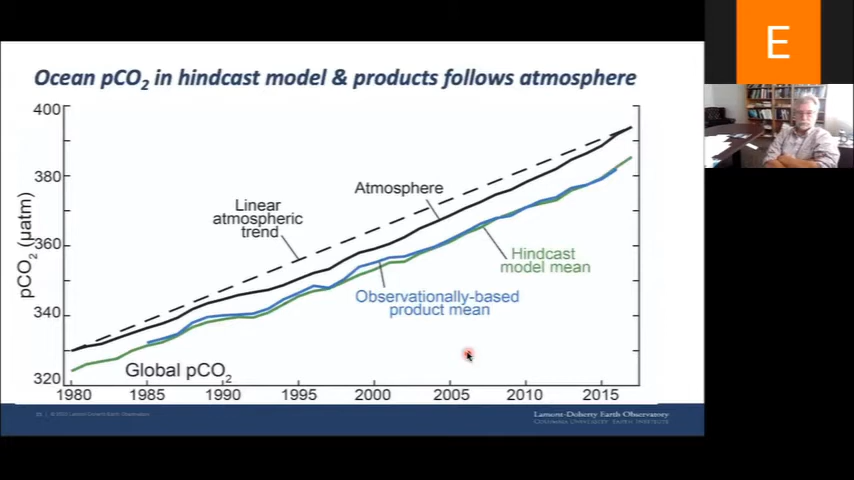 Ocean pCO₂ in hindcast model & products follows atmosphere
E
400
380
360
340
320
pCO₂ (µatm)
Linear
atmospheric
trend
Atmosphere
Hindcast
model mean
Observationally-based
product mean
Global pCO₂
1980 1985 1990 1995 2000 2005 2010 2015
Lamont-Doherty Earth Observatory
Columbia University | Earth Institute